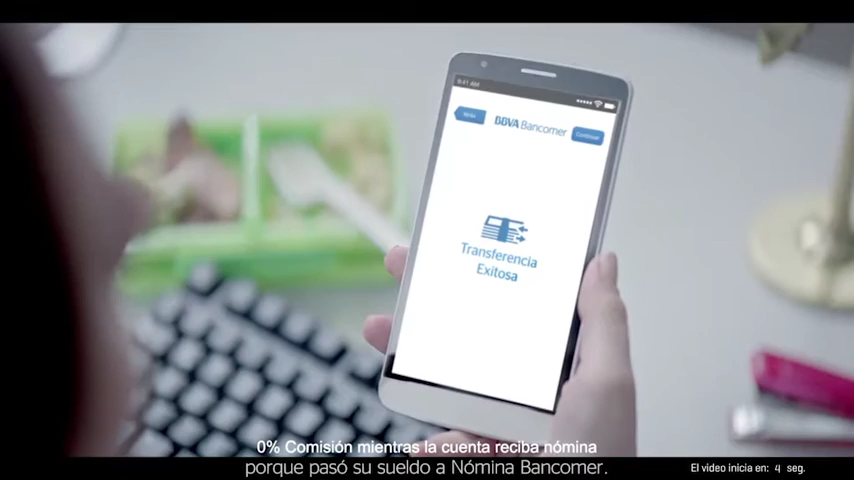 9:41 AM
BBVA Bancomer
Continuar
Transferencia
Exitosa
0% Comisión mientras la cuenta reciba nómina
porque pasó su sueldo a Nómina Bancomer.
El video inicia en: 4 seg.